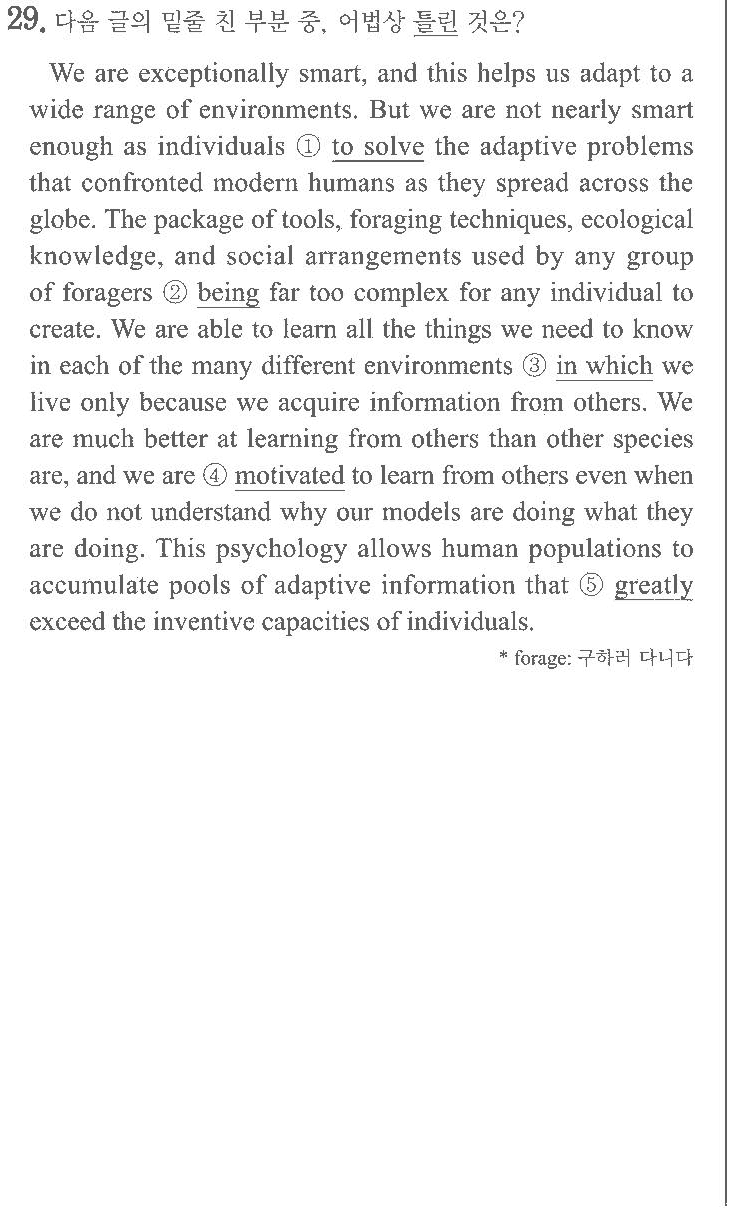 29. 다음 글의 밑줄 친 부분 중, 어법상 틀린 것은?
We are exceptionally smart, and this helps us adapt to a
wide range of environments. But we are not nearly smart
enough as individuals ① to solve the adaptive problems
that confronted modern humans as they spread across the
globe. The package of tools, foraging techniques, ecological
knowledge, and social arrangements used by any group
of foragers ② being far too complex for any individual to
create. We are able to learn all the things we need to know
in each of the many different environments ③ in which we
live only because we acquire information from others. We
are much better at learning from others than other species
are, and we are ④ motivated to learn from others even when
we do not understand why our models are doing what they
are doing. This psychology allows human populations to
accumulate pools of adaptive information that ⑤ greatly
exceed the inventive capacities of individuals.
* forage: 구하러 다니다